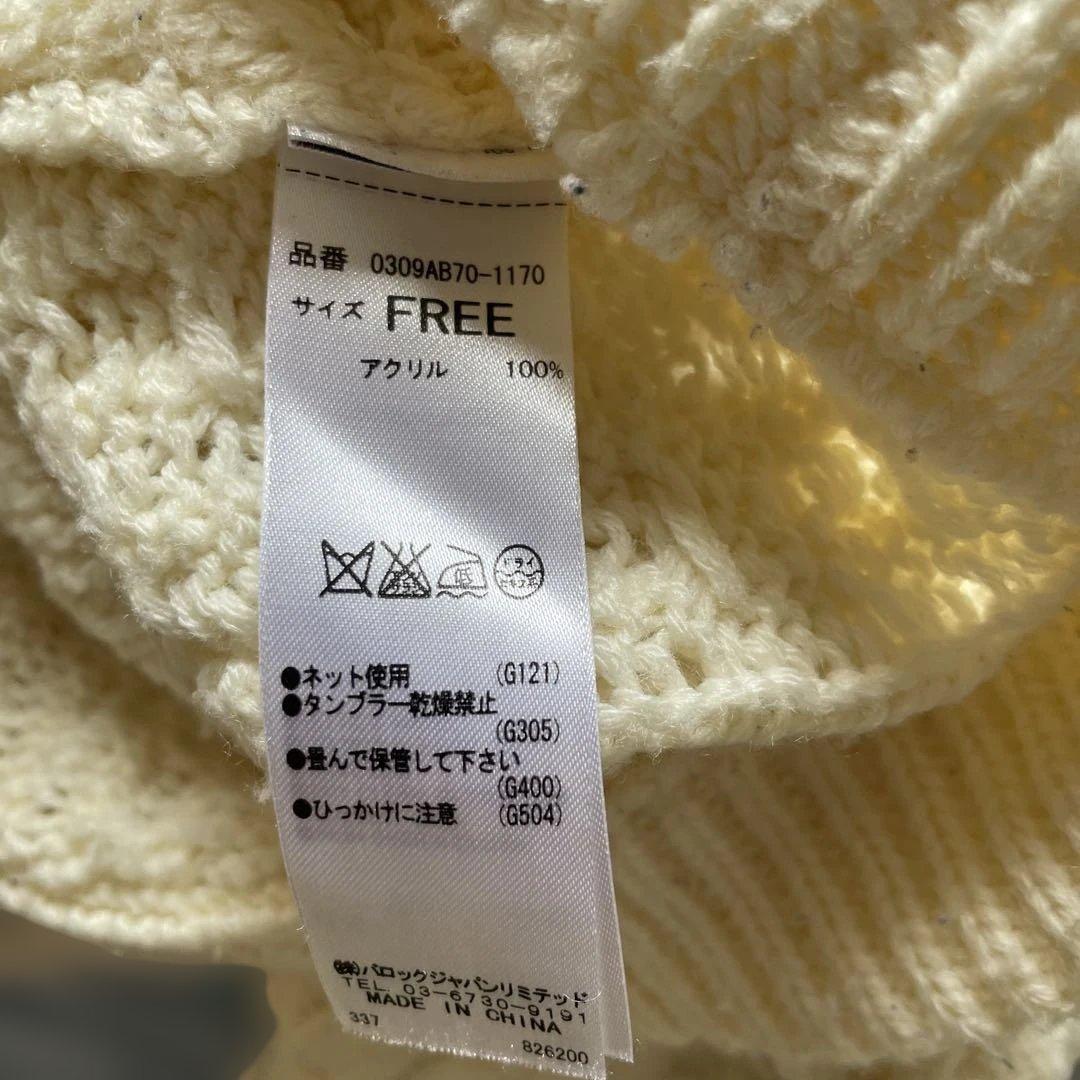 品番 0309AB70-1170
サイズ FREE
アクリル 100%
●ネット使用 (G121)
●タンブラー乾燥禁止
(G305)
●畳んで保管して下さい
(G400)
●ひっかけに注意 (G504)
㈱バロックジャパンリミテッド
TEL. 03-6730-9191
MADE IN CHINA
337
826200